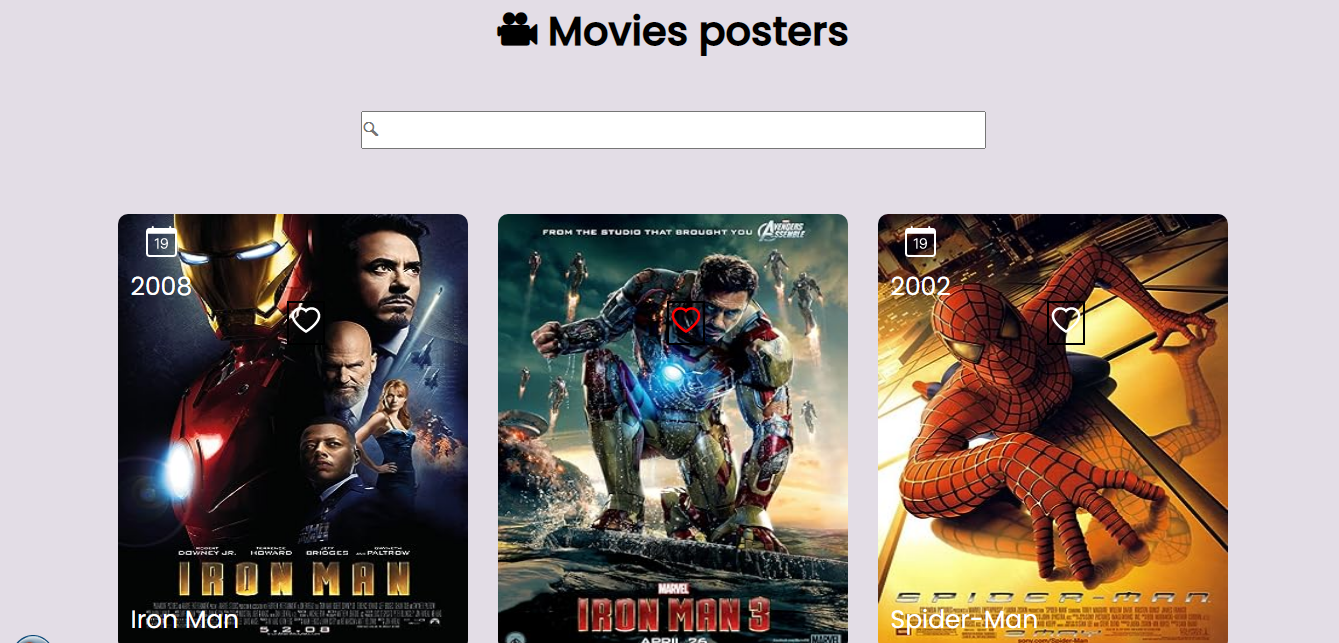 Movies posters
19
2008
ROBERT DOWNEY JR. TERRENCE HOWARD JEFF BRIDGES AND GWYNETH PALTROW
IRON MAN
Iron Man
5.2.08
FROM THE STUDIO THAT BROUGHT YOU AVENGERS ASSEMBLE
MARVEL
IRON MAN 3
APRIL 26
MARVEL
19
2002
SPIDER-MAN
Spider-Man
sony.com/Spider-Man